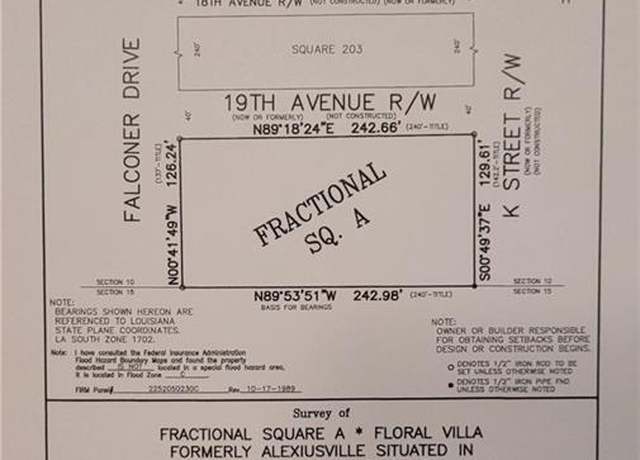 18TH AVENUE R/W (NOT CONSTRUCTED) (NOW OR FORMERLY)
SQUARE 203
240'
240'
FALCONER DRIVE
K STREET R/W
(NOW OR FORMERLY)
(NOT CONSTRUCTED)
40'
19TH AVENUE R/W
40'
(NOW OR FORMERLY) (NOT CONSTRUCTED)
N89°18'24"E 242.66' (240'-TITLE)
N00°41'49"W 126.24'
FRACTIONAL
SQ. A
S00°49'37"E 129.61'
SECTION 10
SECTION 15
N89°53'51"W 242.98' (240'-TITLE)
BASIS FOR BEARINGS
SECTION 10
SECTION 15
NOTE:
BEARINGS SHOWN HEREON ARE
REFERENCED TO LOUISIANA
STATE PLANE COORDINATES.
LA SOUTH ZONE 1702.
Note: I have consulted the Federal Insurance Administration
Flood Hazard Boundary Maps and found the property
described IS NOT located in a special flood hazard area.
It is located in Flood Zone C
FIRM Panel# 2252050230C Rev. 10-17-1989
NOTE:
OWNER OR BUILDER RESPONSIBLE
FOR OBTAINING SETBACKS BEFORE
DESIGN OR CONSTRUCTION BEGINS.
DENOTES 1/2" IRON ROD TO BE
SET UNLESS OTHERWISE NOTED
DENOTES 1/2" IRON PIPE FND.
UNLESS OTHERWISE NOTED
Survey of
FRACTIONAL SQUARE A * FLORAL VILLA
FORMERLY ALEXIUSVILLE SITUATED IN